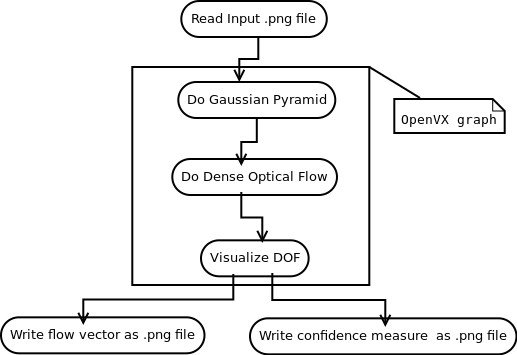 Read Input .png file
Do Gaussian Pyramid
OpenVX graph
Do Dense Optical Flow
Visualize DOF
Write flow vector as .png file
Write confidence measure  as .png file